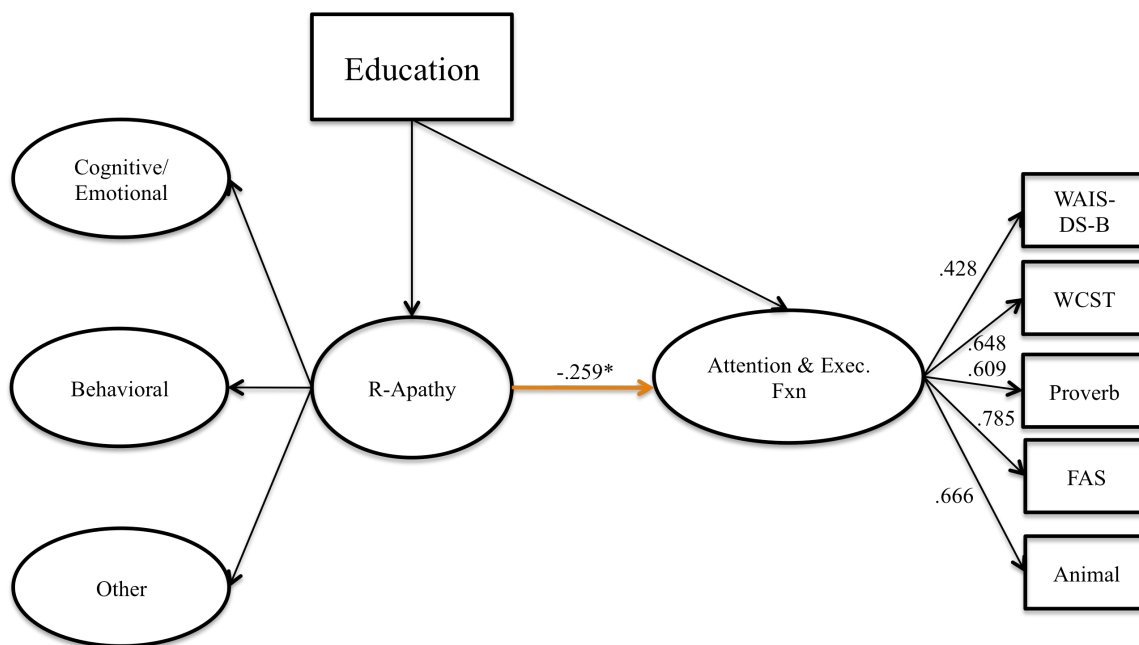 Education
Cognitive/
Emotional
Behavioral
Other
R-Apathy
-.259*
Attention & Exec.
Fxn
.428
.648
.609
.785
.666
WAIS-
DS-B
WCST
Proverb
FAS
Animal